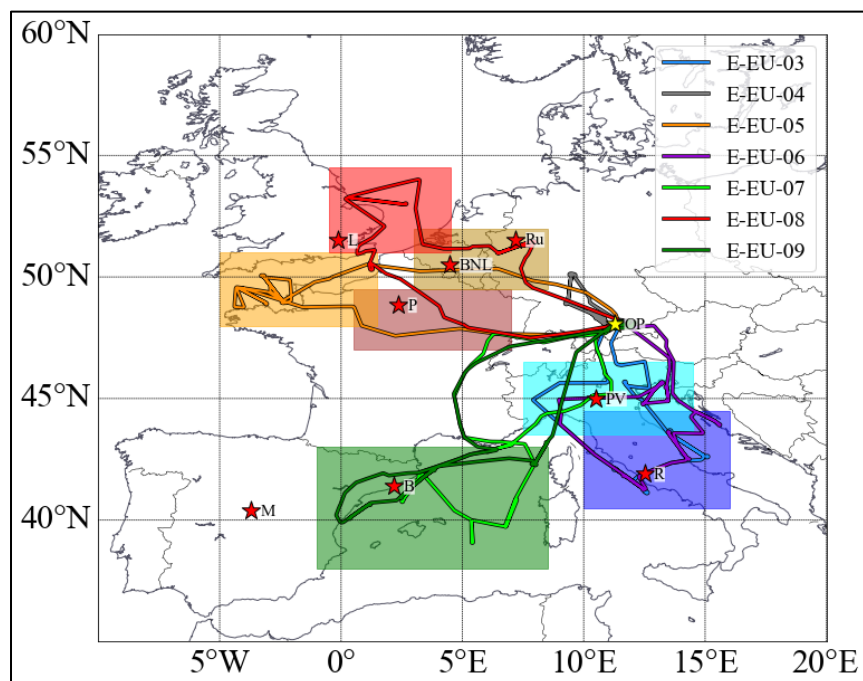 60°N
E-EU-03
E-EU-04
E-EU-05
E-EU-06
E-EU-07
E-EU-08
E-EU-09
55°N
L
Ru
BNL
50°N
P
OP
45°N
PV
R
B
M
40°N
5°W 0° 5°E 10°E 15°E 20°E